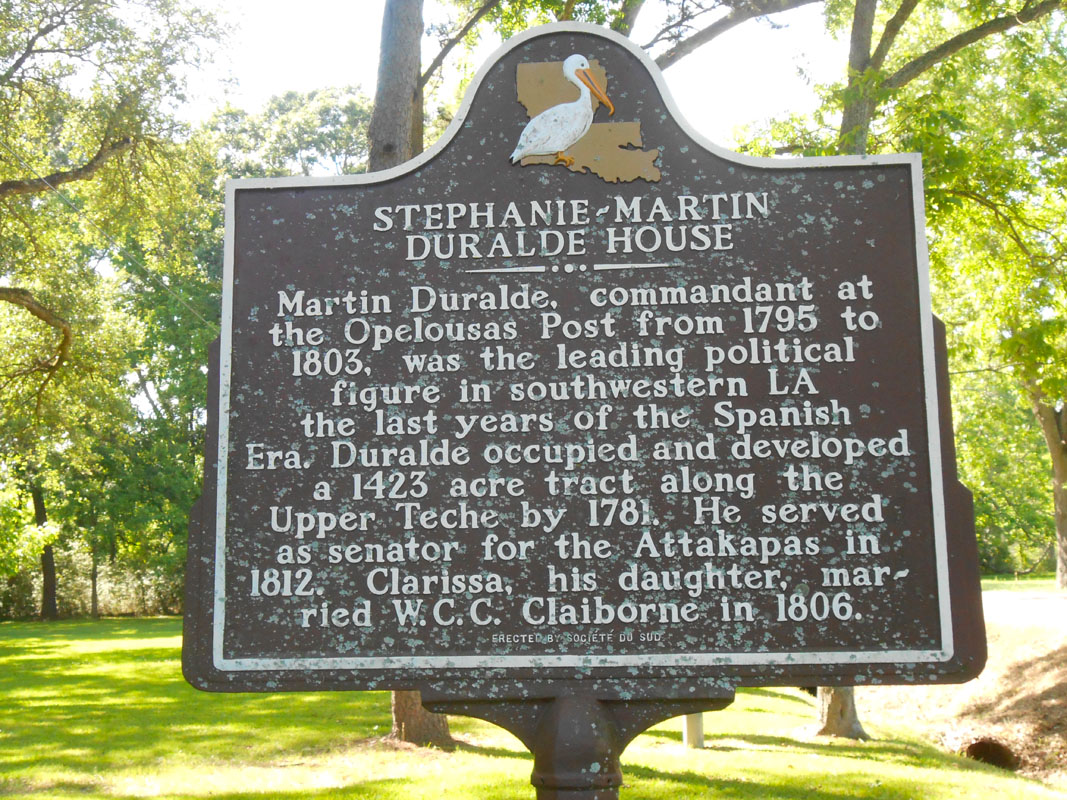 STEPHANIE-MARTIN
DURALDE HOUSE
Martin Duralde, commandant at
the Opelousas Post from 1795 to
1803, was the leading political
figure in southwestern LA
the last years of the Spanish
Era. Duralde occupied and developed
a 1423 acre tract along the
Upper Teche by 1781. He served
as senator for the Attakapas in
1812. Clarissa, his daughter, mar-
ried W.C.C. Claiborne in 1806.
ERECTED BY SOCIÉTÉ DU SUD